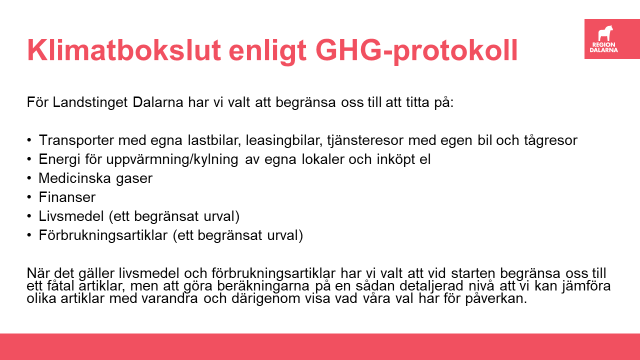 Klimatbokslut enligt GHG-protokoll
REGION
DALARNA
För Landstinget Dalarna har vi valt att begränsa oss till att titta på:
• Transporter med egna lastbilar, leasingbilar, tjänsteresor med egen bil och tågresor
• Energi för uppvärmning/kylning av egna lokaler och inköpt el
• Medicinska gaser
• Finanser
• Livsmedel (ett begränsat urval)
• Förbrukningsartiklar (ett begränsat urval)
När det gäller livsmedel och förbrukningsartiklar har vi valt att vid starten begränsa oss till
ett fåtal artiklar, men att göra beräkningarna på en sådan detaljerad nivå att vi kan jämföra
olika artiklar med varandra och därigenom visa vad våra val har för påverkan.